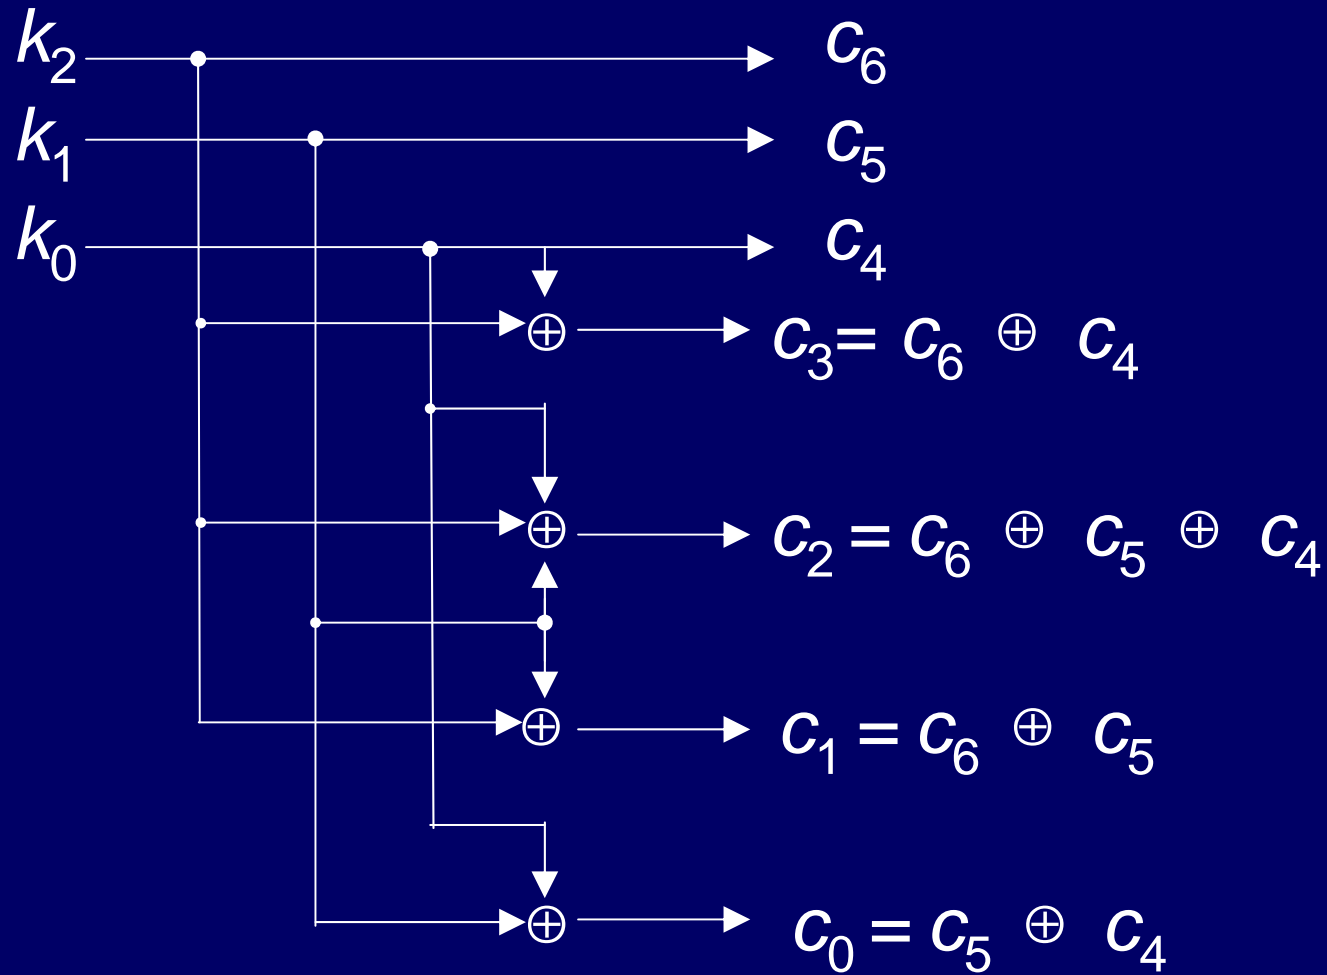 k₂ c₆
k₁ c₅
k₀ c₄
⊕ c₃= c₆ ⊕ c₄
⊕ c₂ = c₆ ⊕ c₅ ⊕ c₄
⊕ c₁ = c₆ ⊕ c₅
⊕ c₀ = c₅ ⊕ c₄